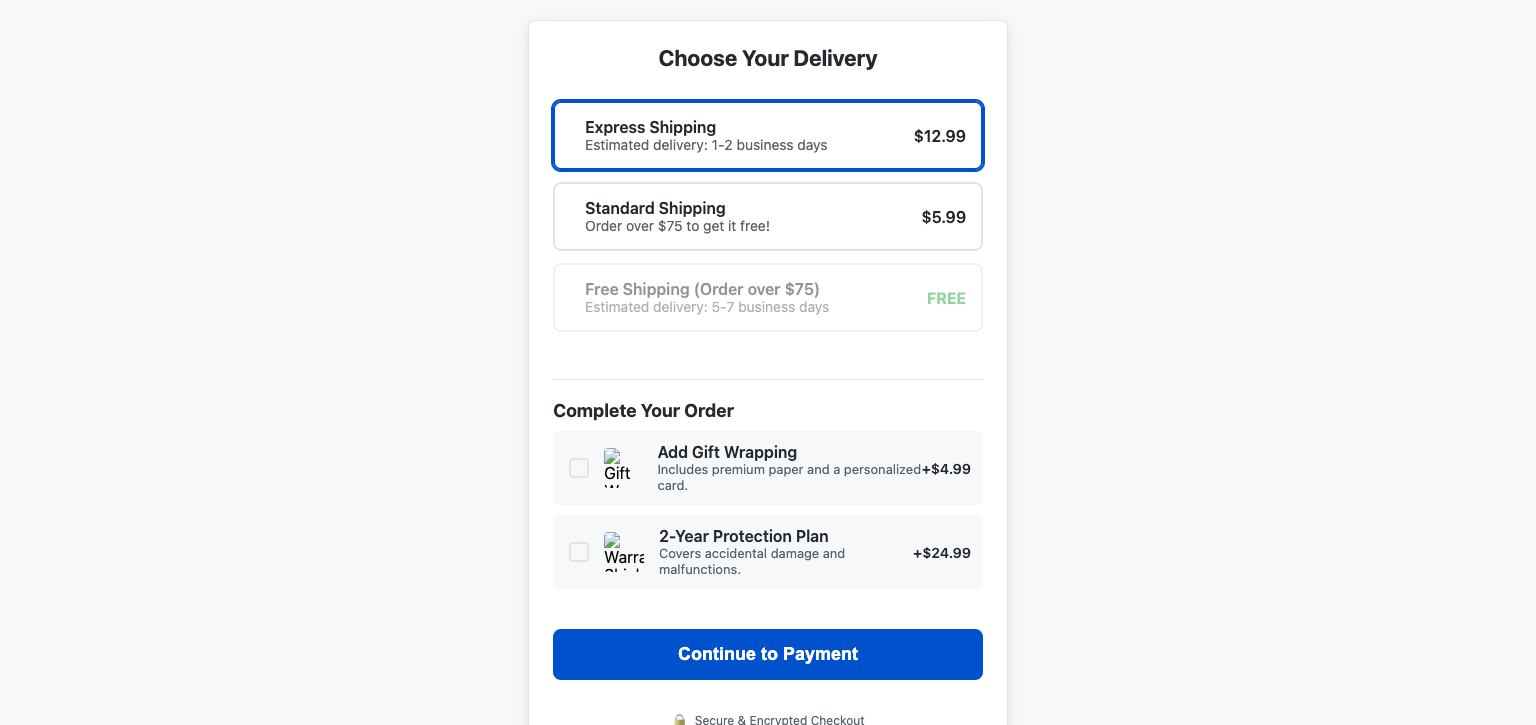 Choose Your Delivery
Express Shipping
Estimated delivery: 1-2 business days
$12.99
Standard Shipping
Order over $75 to get it free!
$5.99
Free Shipping (Order over $75)
Estimated delivery: 5-7 business days
FREE
Complete Your Order
Gift
Add Gift Wrapping
Includes premium paper and a personalized
card.
+$4.99
2-Year Protection Plan
Covers accidental damage and
malfunctions.
+$24.99
Continue to Payment
Secure & Encrypted Checkout